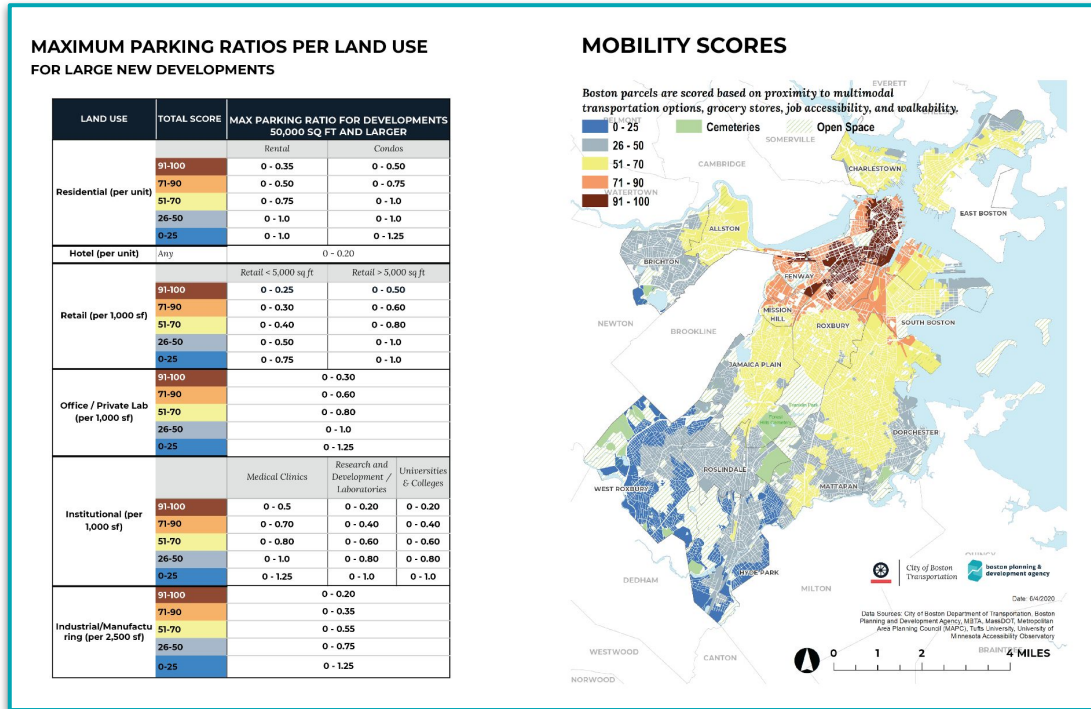 MAXIMUM PARKING RATIOS PER LAND USE
FOR LARGE NEW DEVELOPMENTS
LAND USE TOTAL SCORE MAX PARKING RATIO FOR DEVELOPMENTS
50,000 SQ FT AND LARGER
Rental Condos
Residential (per unit)
91-100 0 - 0.35 0 - 0.50
71-90 0 - 0.50 0 - 0.75
51-70 0 - 0.75 0 - 1.0
26-50 0 - 1.0 0 - 1.0
0-25 0 - 1.0 0 - 1.25
Hotel (per unit) Any 0 - 0.20
Retail < 5,000 sq ft Retail > 5,000 sq ft
Retail (per 1,000 sf)
91-100 0 - 0.25 0 - 0.50
71-90 0 - 0.30 0 - 0.60
51-70 0 - 0.40 0 - 0.80
26-50 0 - 0.50 0 - 1.0
0-25 0 - 0.75 0 - 1.0
Office / Private Lab
(per 1,000 sf)
91-100 0 - 0.30
71-90 0 - 0.60
51-70 0 - 0.80
26-50 0 - 1.0
0-25 0 - 1.25
Medical Clinics
Research and
Development /
Laboratories
Universities
& Colleges
Institutional (per
1,000 sf)
91-100 0 - 0.5 0 - 0.20 0 - 0.20
71-90 0 - 0.70 0 - 0.40 0 - 0.40
51-70 0 - 0.80 0 - 0.60 0 - 0.60
26-50 0 - 1.0 0 - 0.80 0 - 0.80
0-25 0 - 1.25 0 - 1.0 0 - 1.0
Industrial/Manufactu
ring (per 2,500 sf)
91-100 0 - 0.20
71-90 0 - 0.35
51-70 0 - 0.55
26-50 0 - 0.75
0-25 0 - 1.25
MOBILITY SCORES
Boston parcels are scored based on proximity to multimodal
transportation options, grocery stores, job accessibility, and walkability.
0 - 25 Cemeteries Open Space
26 - 50
51 - 70
71 - 90
91 - 100
EVERETT
BELMONT
SOMERVILLE
CAMBRIDGE
WATERTOWN
CHARLESTOWN
EAST BOSTON
ALLSTON
BRIGHTON
FENWAY
MISSION
HILL
ROXBURY
SOUTH BOSTON
NEWTON
BROOKLINE
JAMAICA PLAIN
Franklin Park
DORCHESTER
ROSLINDALE
MATTAPAN
WEST ROXBURY
HYDE PARK
DEDHAM
MILTON
QUINCY
WESTWOOD
CANTON
NORWOOD
BRAINTREE
City of Boston
Transportation
boston planning &
development agency
Date: 6/4/2020
Data Sources: City of Boston Department of Transportation, Boston
Planning and Development Agency, MBTA, MassDOT, Metropolitan
Area Planning Council (MAPC), Tufts University, University of
Minnesota Accessibility Observatory
0 1 2 4 MILES